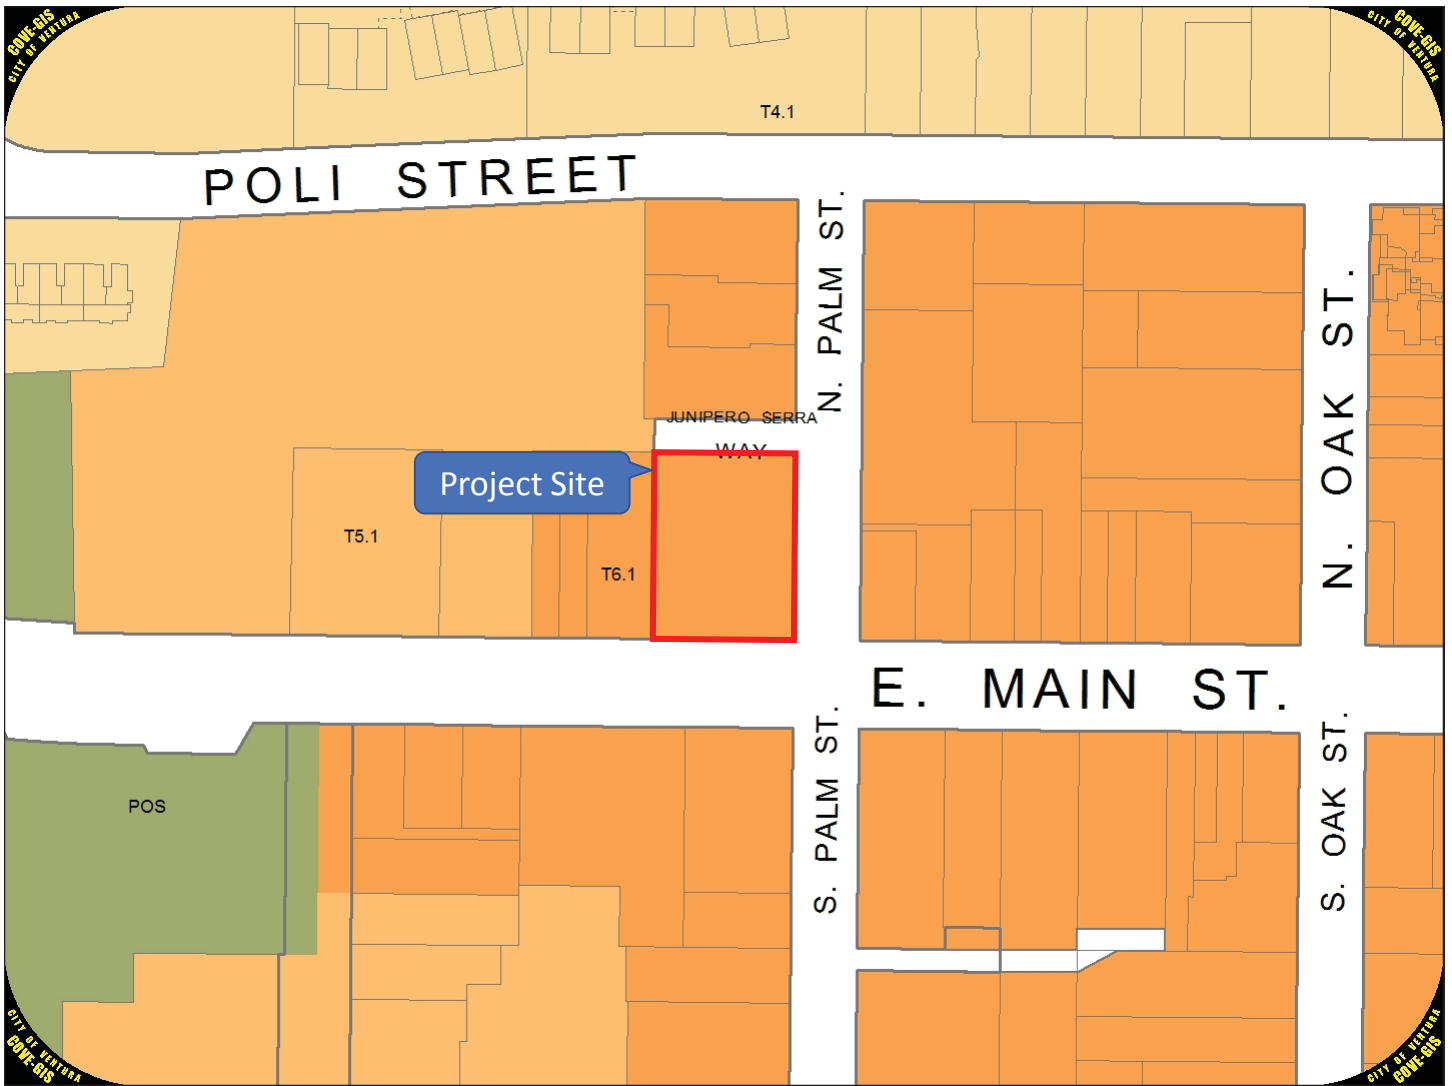 COVE-GIS
CITY OF VENTURA
COVE-GIS
CITY OF VENTURA
T4.1
POLI STREET
N. PALM ST.
N. OAK ST.
JUNIPERO SERRA
WAY
Project Site
T5.1
T6.1
E. MAIN ST.
S. PALM ST.
S. OAK ST.
POS
CITY OF VENTURA
COVE-GIS
CITY OF VENTURA
COVE-GIS